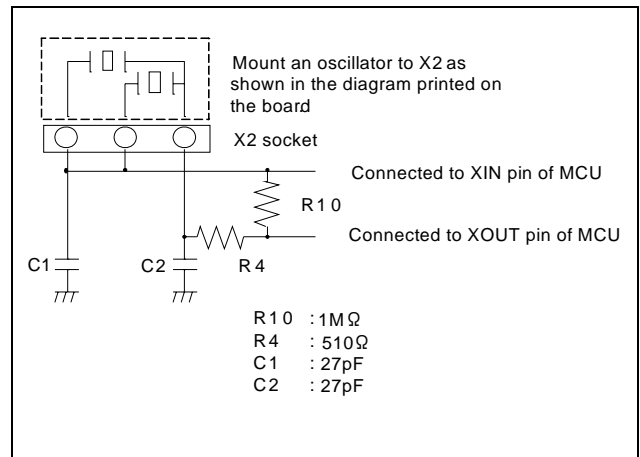 Mount an oscillator to X2 as
shown in the diagram printed on
the board
X2 socket
Connected to XIN pin of MCU
R10
Connected to XOUT pin of MCU
C1
C2
R4
R10 : 1MΩ
R4 : 510Ω
C1 : 27pF
C2 : 27pF